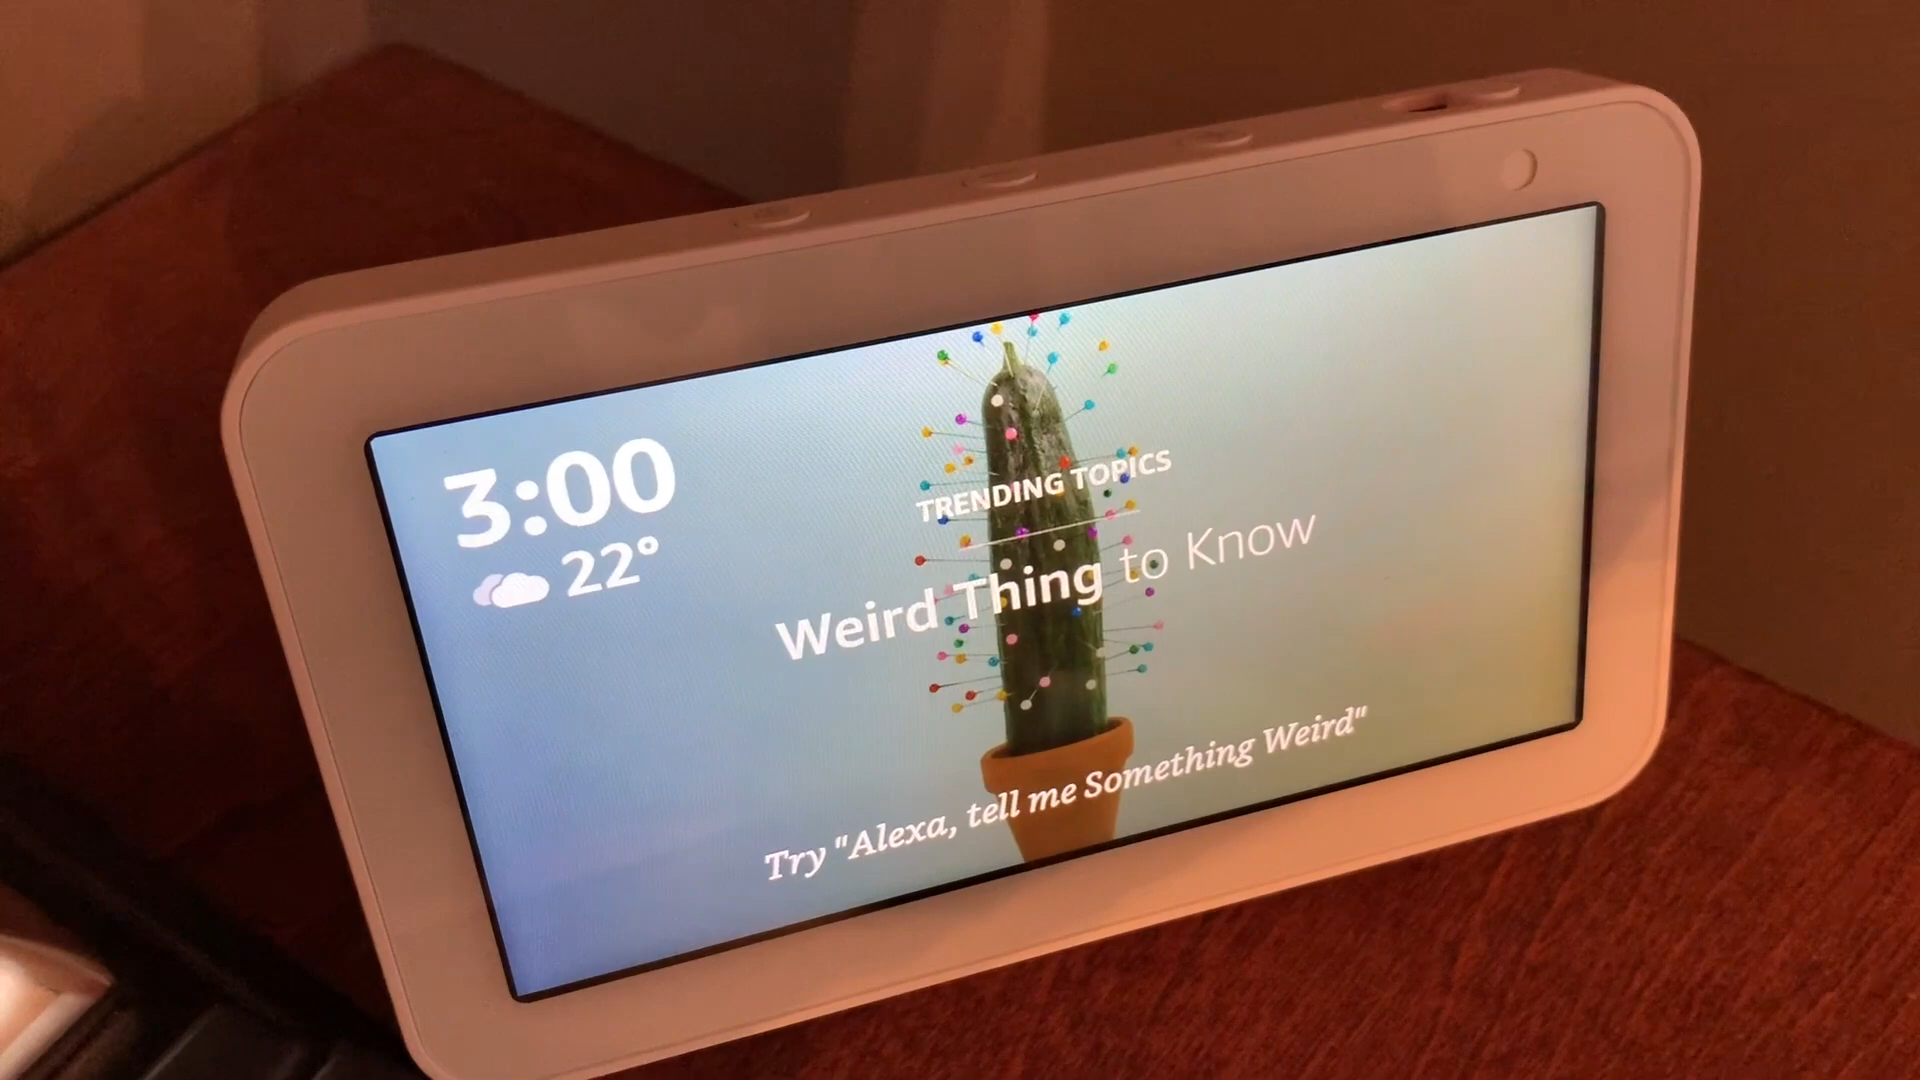 3:00
22°
TRENDING TOPICS
Weird Thing to Know
Try "Alexa, tell me Something Weird"